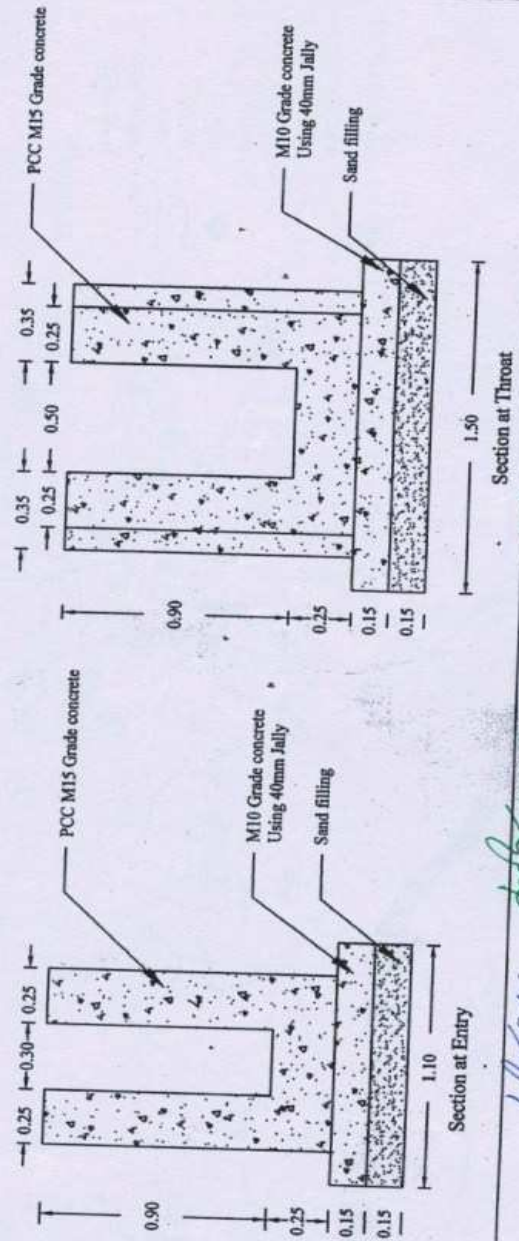 PCC M15 Grade concrete
M10 Grade concrete
Using 40mm Jally
Sand filling
0.25
0.30
0.25
0.90
0.25
0.15
0.15
1.10
Section at Entry
PCC M15 Grade concrete
M10 Grade concrete
Using 40mm Jally
Sand filling
0.35
0.35
0.25
0.50
0.25
0.90
0.25
0.15
0.15
1.50
Section at Throat